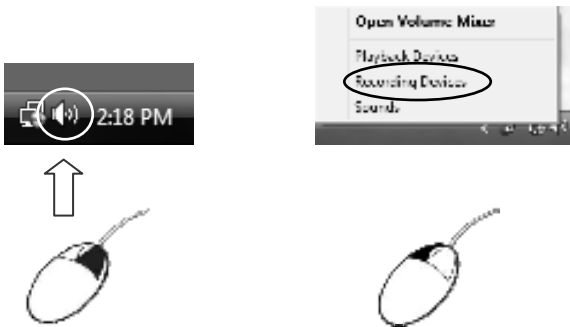 2:18 PM
Open Volume Mixer
Playback Devices
Recording Devices
Sounds